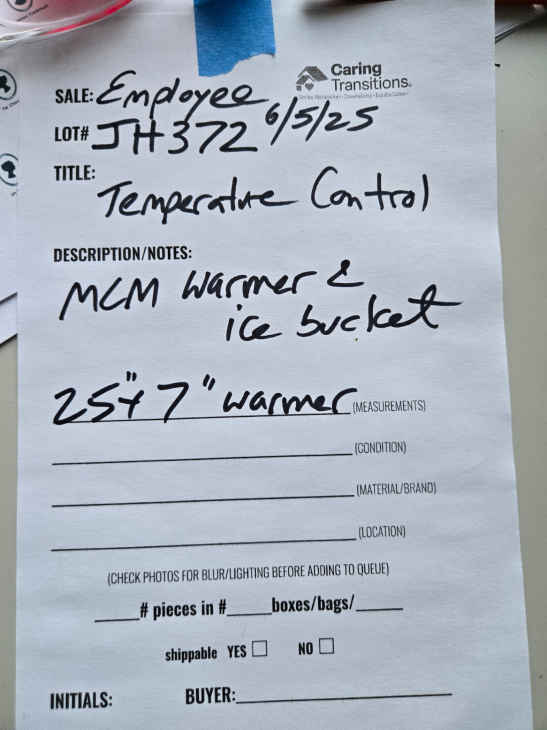 Caring
Transitions®
SALE: Employee
LOT# JH372 6/5/25
TITLE:
Temperature Control
DESCRIPTION/NOTES:
MCM Warmer &
ice bucket
25"x 7" warmer (MEASUREMENTS)
(CONDITION)
(MATERIAL/BRAND)
(LOCATION)
(CHECK PHOTOS FOR BLUR/LIGHTING BEFORE ADDING TO QUEUE)
# pieces in # boxes/bags/
shippable YES ☐ NO ☐
INITIALS: BUYER: